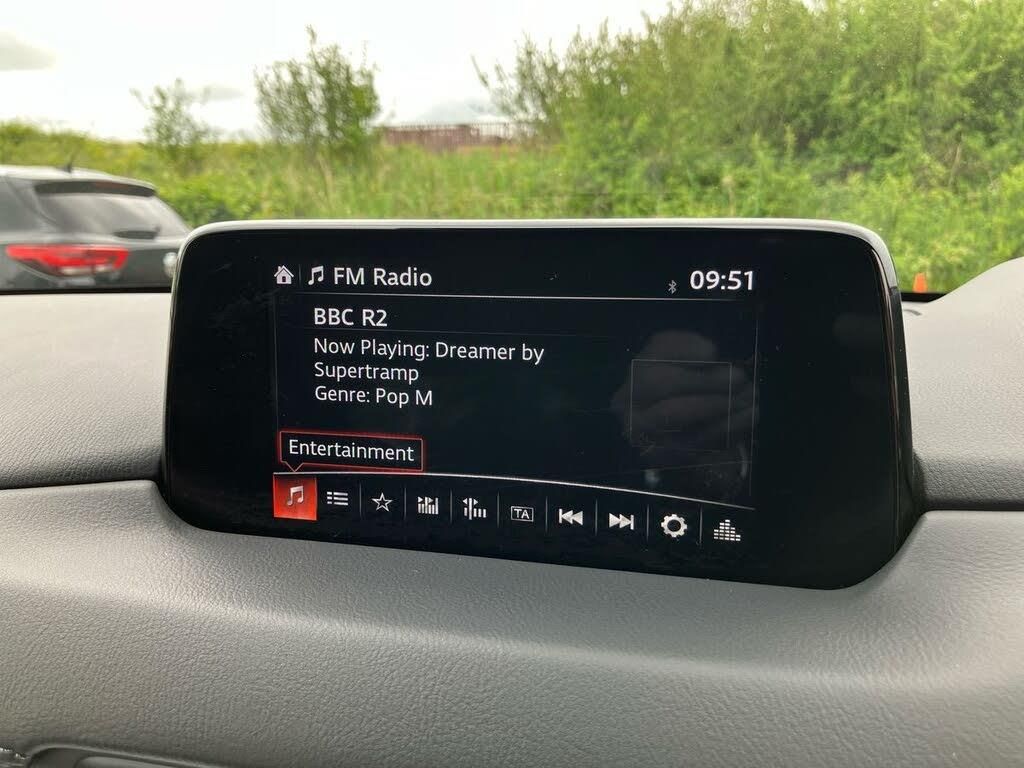 FM Radio
09:51
BBC R2
Now Playing: Dreamer by
Supertramp
Genre: Pop M
Entertainment
TA